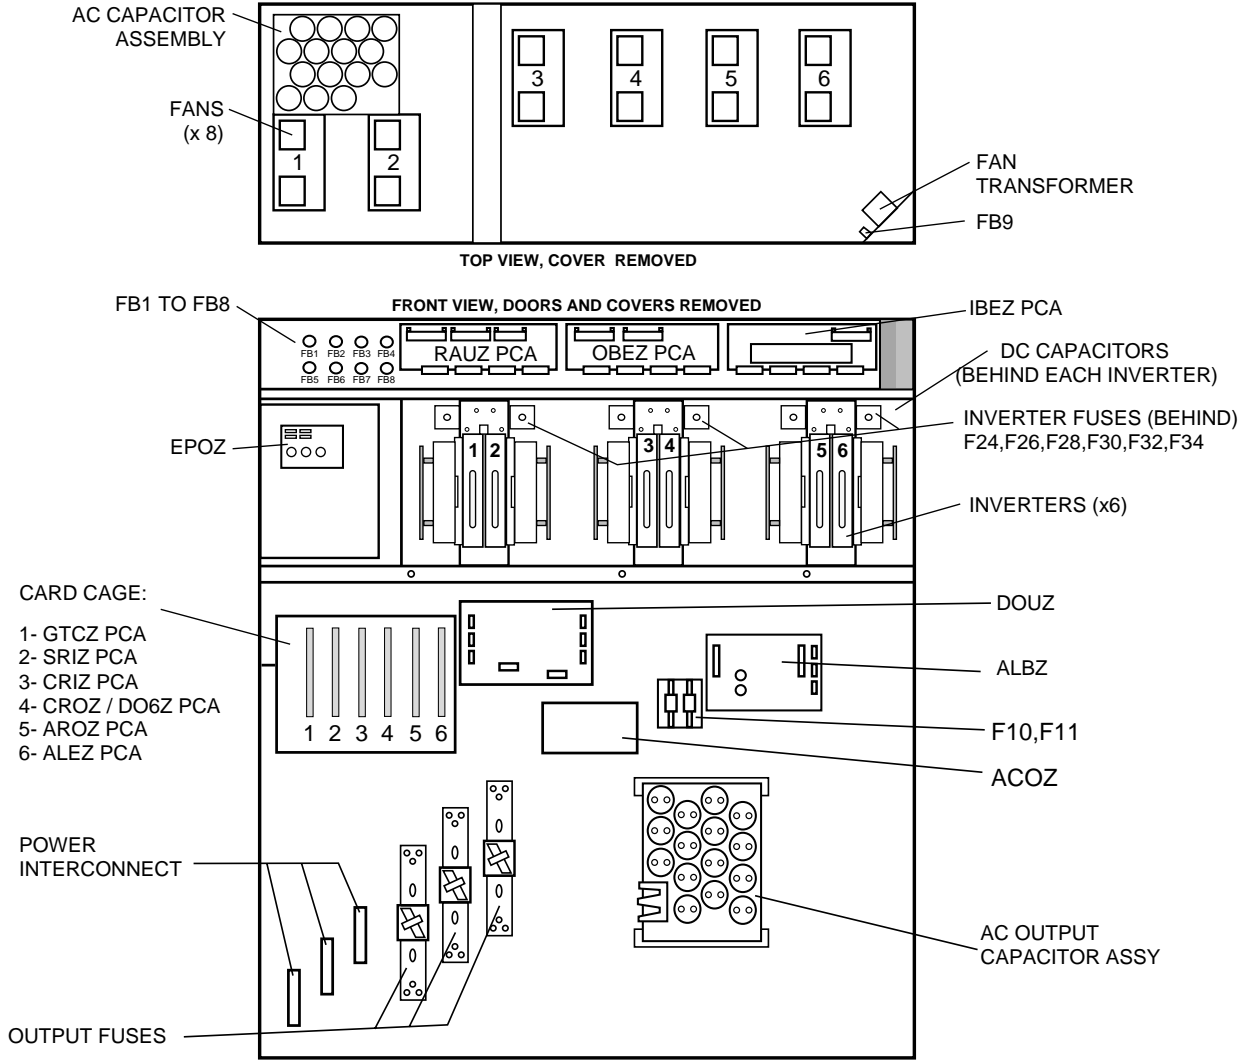 AC CAPACITOR
ASSEMBLY
FANS
(x 8)
1
2
3
4
5
6
FAN
TRANSFORMER
FB9
TOP VIEW, COVER REMOVED
FB1 TO FB8
FRONT VIEW, DOORS AND COVERS REMOVED
IBEZ PCA
FB1 FB2 FB3 FB4
FB5 FB6 FB7 FB8
RAUZ PCA
OBEZ PCA
DC CAPACITORS
(BEHIND EACH INVERTER)
EPOZ
1 2
3 4
5 6
INVERTER FUSES (BEHIND)
F24,F26,F28,F30,F32,F34
INVERTERS (x6)
CARD CAGE:
1- GTCZ PCA
2- SRIZ PCA
3- CRIZ PCA
4- CROZ / DO6Z PCA
5- AROZ PCA
6- ALEZ PCA
1 2 3 4 5 6
DOUZ
ALBZ
F10,F11
ACOZ
POWER
INTERCONNECT
AC OUTPUT
CAPACITOR ASSY
OUTPUT FUSES